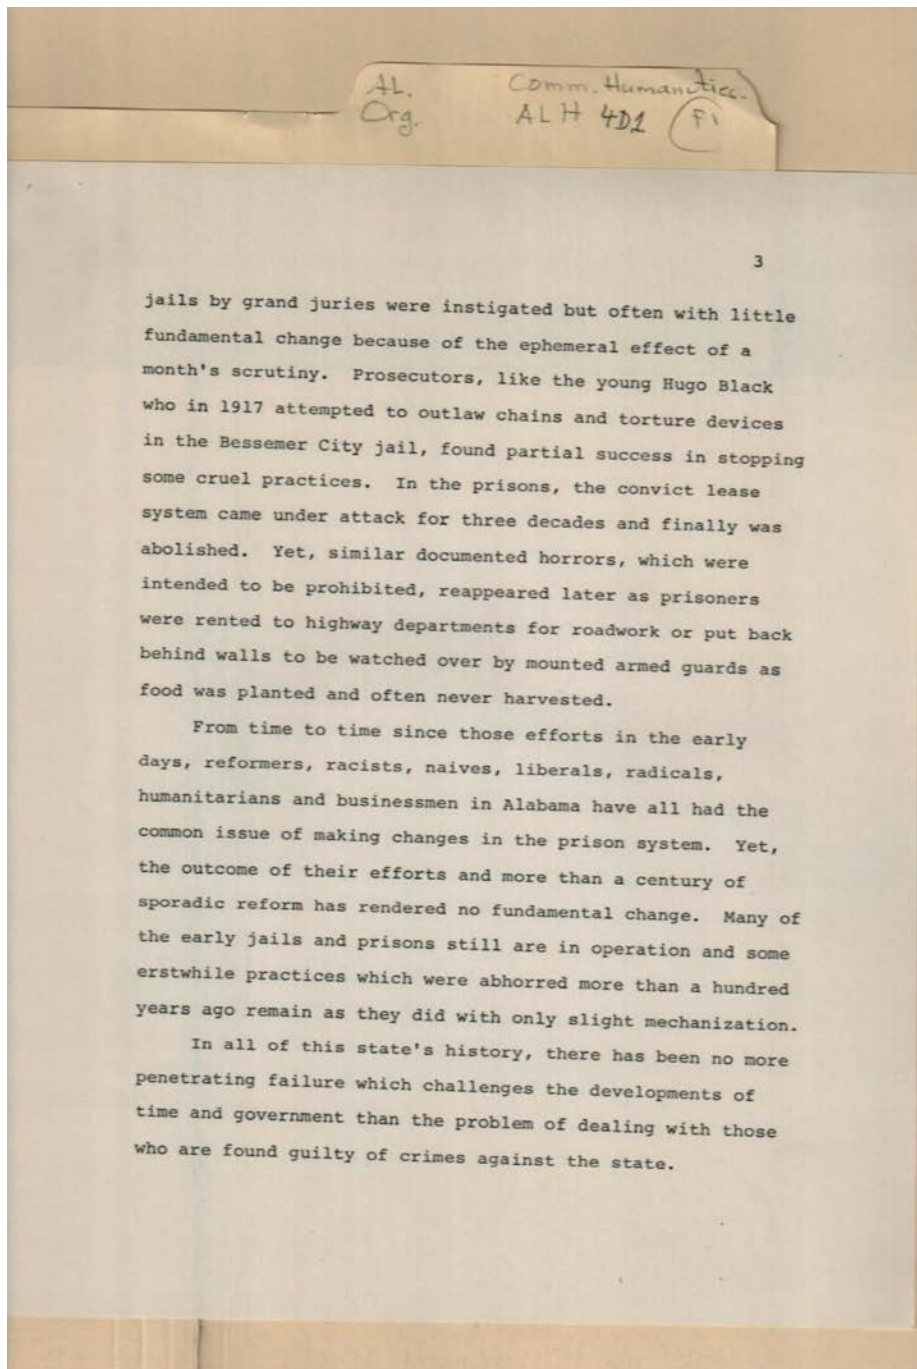 AL. Comm. Humanities.
Org. ALH 4D1 F1
3
jails by grand juries were instigated but often with little
fundamental change because of the ephemeral effect of a
month's scrutiny. Prosecutors, like the young Hugo Black
who in 1917 attempted to outlaw chains and torture devices
in the Bessemer City jail, found partial success in stopping
some cruel practices. In the prisons, the convict lease
system came under attack for three decades and finally was
abolished. Yet, similar documented horrors, which were
intended to be prohibited, reappeared later as prisoners
were rented to highway departments for roadwork or put back
behind walls to be watched over by mounted armed guards as
food was planted and often never harvested.
From time to time since those efforts in the early
days, reformers, racists, naives, liberals, radicals,
humanitarians and businessmen in Alabama have all had the
common issue of making changes in the prison system. Yet,
the outcome of their efforts and more than a century of
sporadic reform has rendered no fundamental change. Many of
the early jails and prisons still are in operation and some
erstwhile practices which were abhorred more than a hundred
years ago remain as they did with only slight mechanization.
In all of this state's history, there has been no more
penetrating failure which challenges the developments of
time and government than the problem of dealing with those
who are found guilty of crimes against the state.